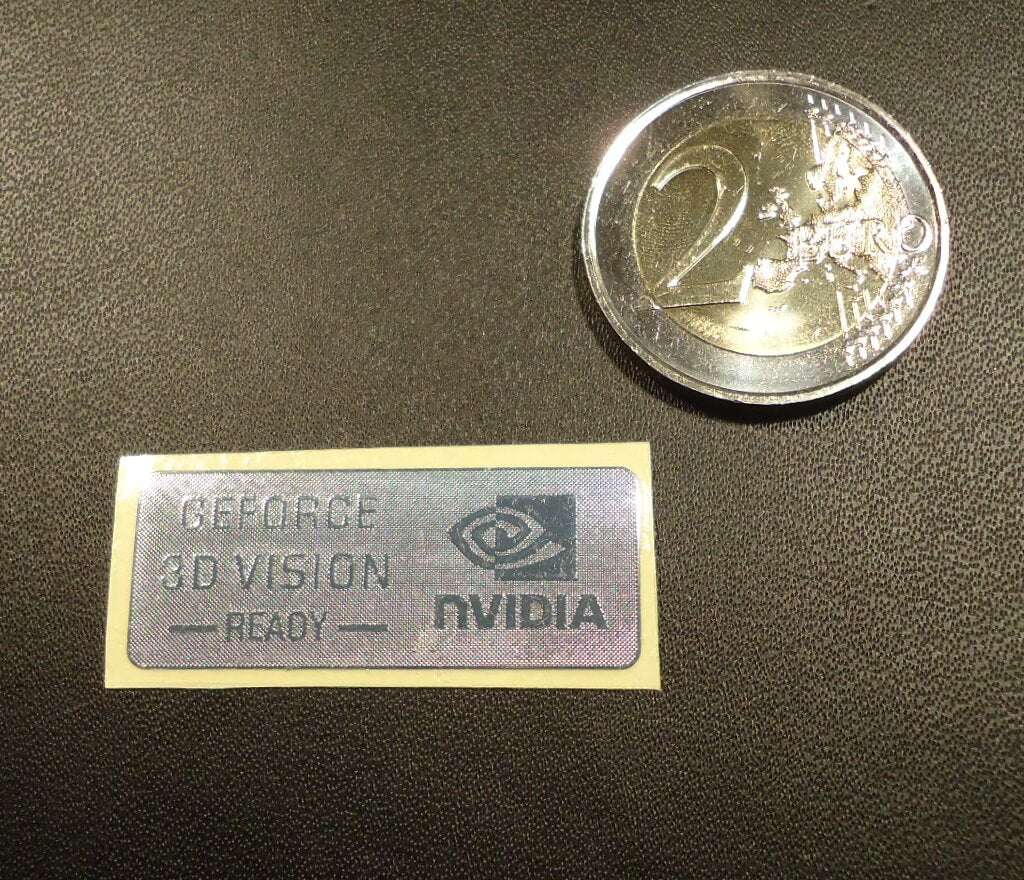 2 EURO
GEFORCE
3D VISION
READY
NVIDIA